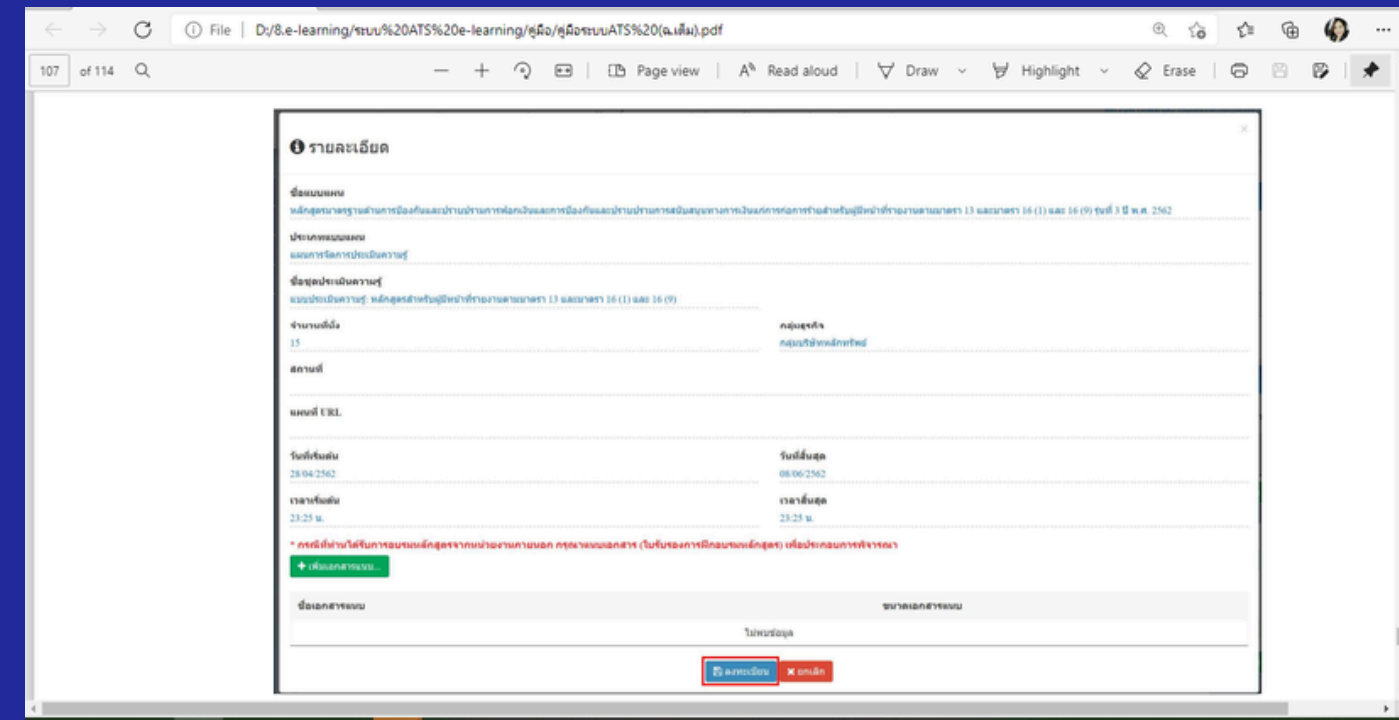 File D:/8.e-learning/ระบบ%20ATS%20e-learning/คู่มือ/คู่มือระบบATS%20(ฉ.เต็ม).pdf
107 of 114 Page view Read aloud Draw Highlight Erase
รายละเอียด
ชื่อแบบแผน
หลักสูตรมาตรฐานด้านการป้องกันและปราบปรามการฟอกเงินและการป้องกันและปราบปรามการสนับสนุนทางการเงินแก่การก่อการร้ายสำหรับผู้มีหน้าที่รายงานตามมาตรา 13 และมาตรา 16 (1) และ 16 (9) รุ่นที่ 3 ปี พ.ศ. 2562
ประเภทแบบแผน
แผนการจัดการประเมินความรู้
ชื่อชุดประเมินความรู้
แบบประเมินความรู้: หลักสูตรสำหรับผู้มีหน้าที่รายงานตามมาตรา 13 และมาตรา 16 (1) และ 16 (9)
จำนวนที่นั่ง กลุ่มธุรกิจ
15 กลุ่มบริษัทหลักทรัพย์
สถานที่
แผนที่ URL
วันที่เริ่มต้น วันที่สิ้นสุด
28/04/2562 08/06/2562
เวลาเริ่มต้น เวลาสิ้นสุด
23:25 น. 23:25 น.
* กรณีที่ท่านได้รับการอบรมหลักสูตรจากหน่วยงานภายนอก กรุณาแนบเอกสาร (ใบรับรองการฝึกอบรมหลักสูตร) เพื่อประกอบการพิจารณา
+ เพิ่มเอกสารแนบ...
ชื่อเอกสารแนบ ขนาดเอกสารแนบ
ไม่พบข้อมูล
ลงทะเบียน ยกเลิก